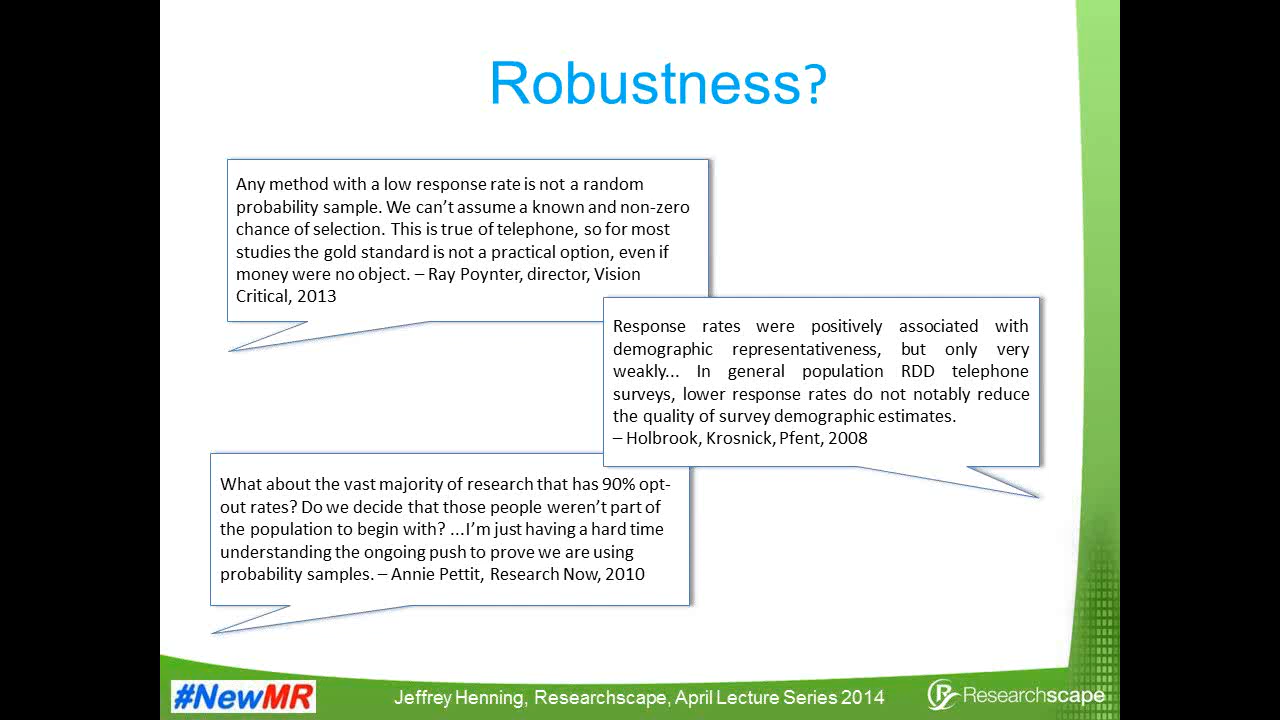 Robustness?
Any method with a low response rate is not a random
probability sample. We can’t assume a known and non-zero
chance of selection. This is true of telephone, so for most
studies the gold standard is not a practical option, even if
money were no object. – Ray Poynter, director, Vision
Critical, 2013
Response rates were positively associated with
demographic representativeness, but only very
weakly... In general population RDD telephone
surveys, lower response rates do not notably reduce
the quality of survey demographic estimates.
– Holbrook, Krosnick, Pfent, 2008
What about the vast majority of research that has 90% opt-
out rates? Do we decide that those people weren’t part of
the population to begin with? ...I’m just having a hard time
understanding the ongoing push to prove we are using
probability samples. – Annie Pettit, Research Now, 2010
#NewMR
Jeffrey Henning, Researchscape, April Lecture Series 2014
Researchscape